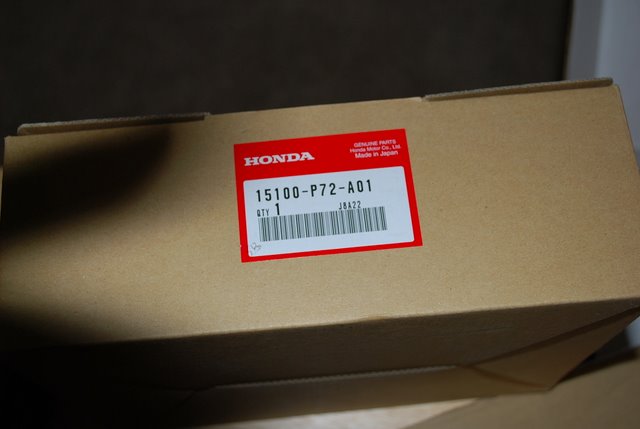 HONDA
GENUINE PARTS
Honda Motor Co., Ltd.
Made in Japan
15100-P72-A01
QTY 1
J8A22